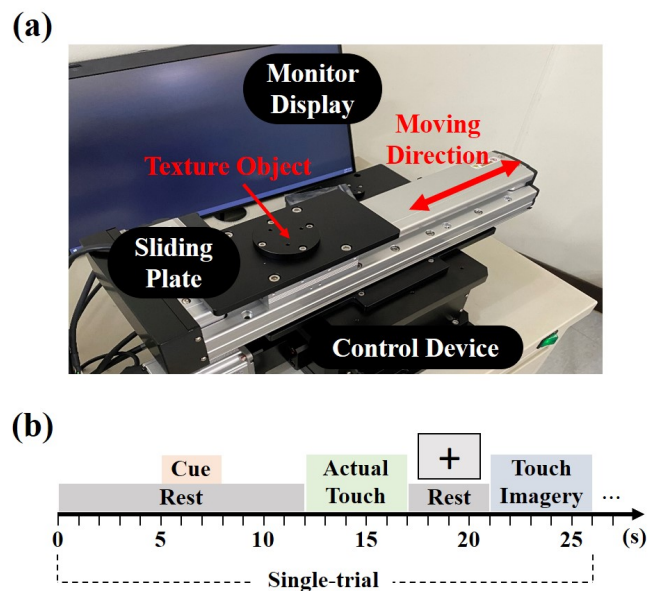 (a)
Monitor
Display
Moving
Direction
Texture Object
Sliding
Plate
Control Device
(b)
Cue
Rest
Actual
Touch
+
Rest
Touch
Imagery
...
0 5 10 15 20 25 (s)
Single-trial